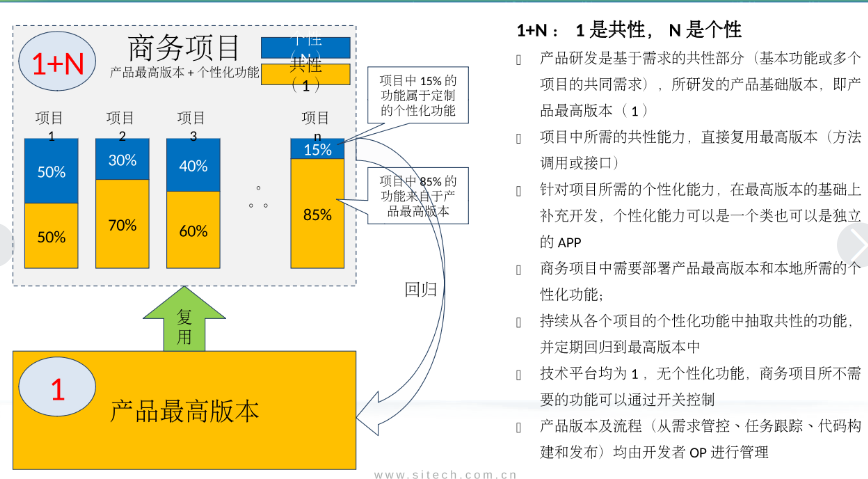 1+N
商务项目
产品最高版本 + 个性化功能
个性
（N）
共性
（1）
项目
1
项目
2
项目
3
项目
n
50%
30%
40%
15%
50%
70%
60%
85%
项目中 15% 的
功能属于定制
的个性化功能
项目中 85% 的
功能来自于产
品最高版本
回归
复
用
1
产品最高版本
1+N ： 1 是共性， N 是个性
产品研发是基于需求的共性部分（基本功能或多个
项目的共同需求），所研发的产品基础版本，即产
品最高版本（ 1 ）
项目中所需的共性能力，直接复用最高版本（方法
调用或接口）
针对项目所需的个性化能力，在最高版本的基础上
补充开发，个性化能力可以是一个类也可以是独立
的 APP
商务项目中需要部署产品最高版本和本地所需的个
性化功能；
持续从各个项目的个性化功能中抽取共性的功能，
并定期回归到最高版本中
技术平台均为 1 ，无个性化功能，商务项目所不需
要的功能可以通过开关控制
产品版本及流程（从需求管控、任务跟踪、代码构
建和发布）均由开发者 OP 进行管理
www.sitech.com.cn